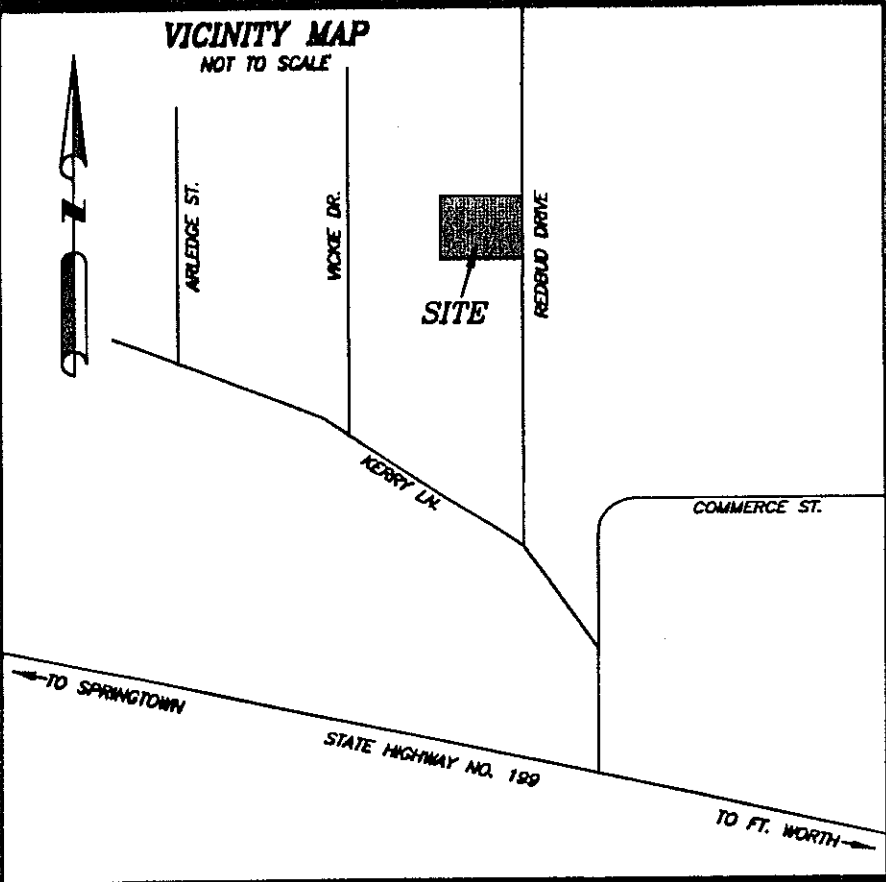 VICINITY MAP
NOT TO SCALE
N
ARLEDGE ST.
VICKIE DR.
REDBUD DRIVE
SITE
KERRY LN.
COMMERCE ST.
TO SPRINGTOWN
STATE HIGHWAY NO. 199
TO FT. WORTH